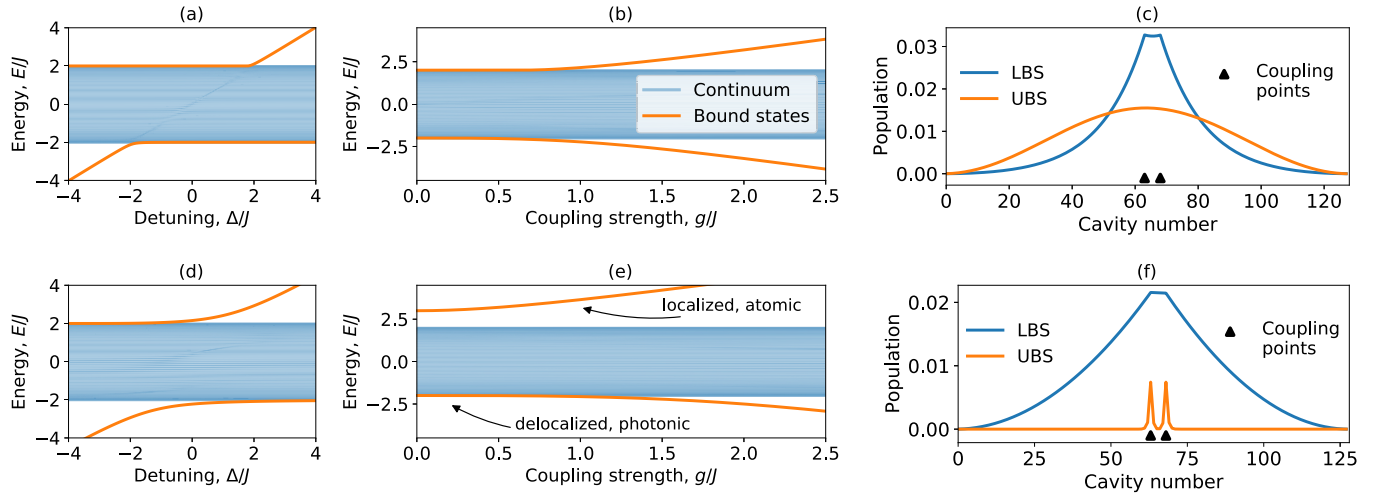 (a)
Energy, E/J
4
2
0
−2
−4
−4 −2 0 2 4
Detuning, Δ/J
(b)
Energy, E/J
2.5
0.0
−2.5
Continuum
Bound states
0.0 0.5 1.0 1.5 2.0 2.5
Coupling strength, g/J
(c)
Population
0.03
0.02
0.01
0.00
LBS
UBS
Coupling
points
0 20 40 60 80 100 120
Cavity number
(d)
Energy, E/J
4
2
0
−2
−4
−4 −2 0 2 4
Detuning, Δ/J
(e)
Energy, E/J
2.5
0.0
−2.5
localized, atomic
delocalized, photonic
0.0 0.5 1.0 1.5 2.0 2.5
Coupling strength, g/J
(f)
Population
0.02
0.01
0.00
LBS
UBS
Coupling
points
0 25 50 75 100 125
Cavity number